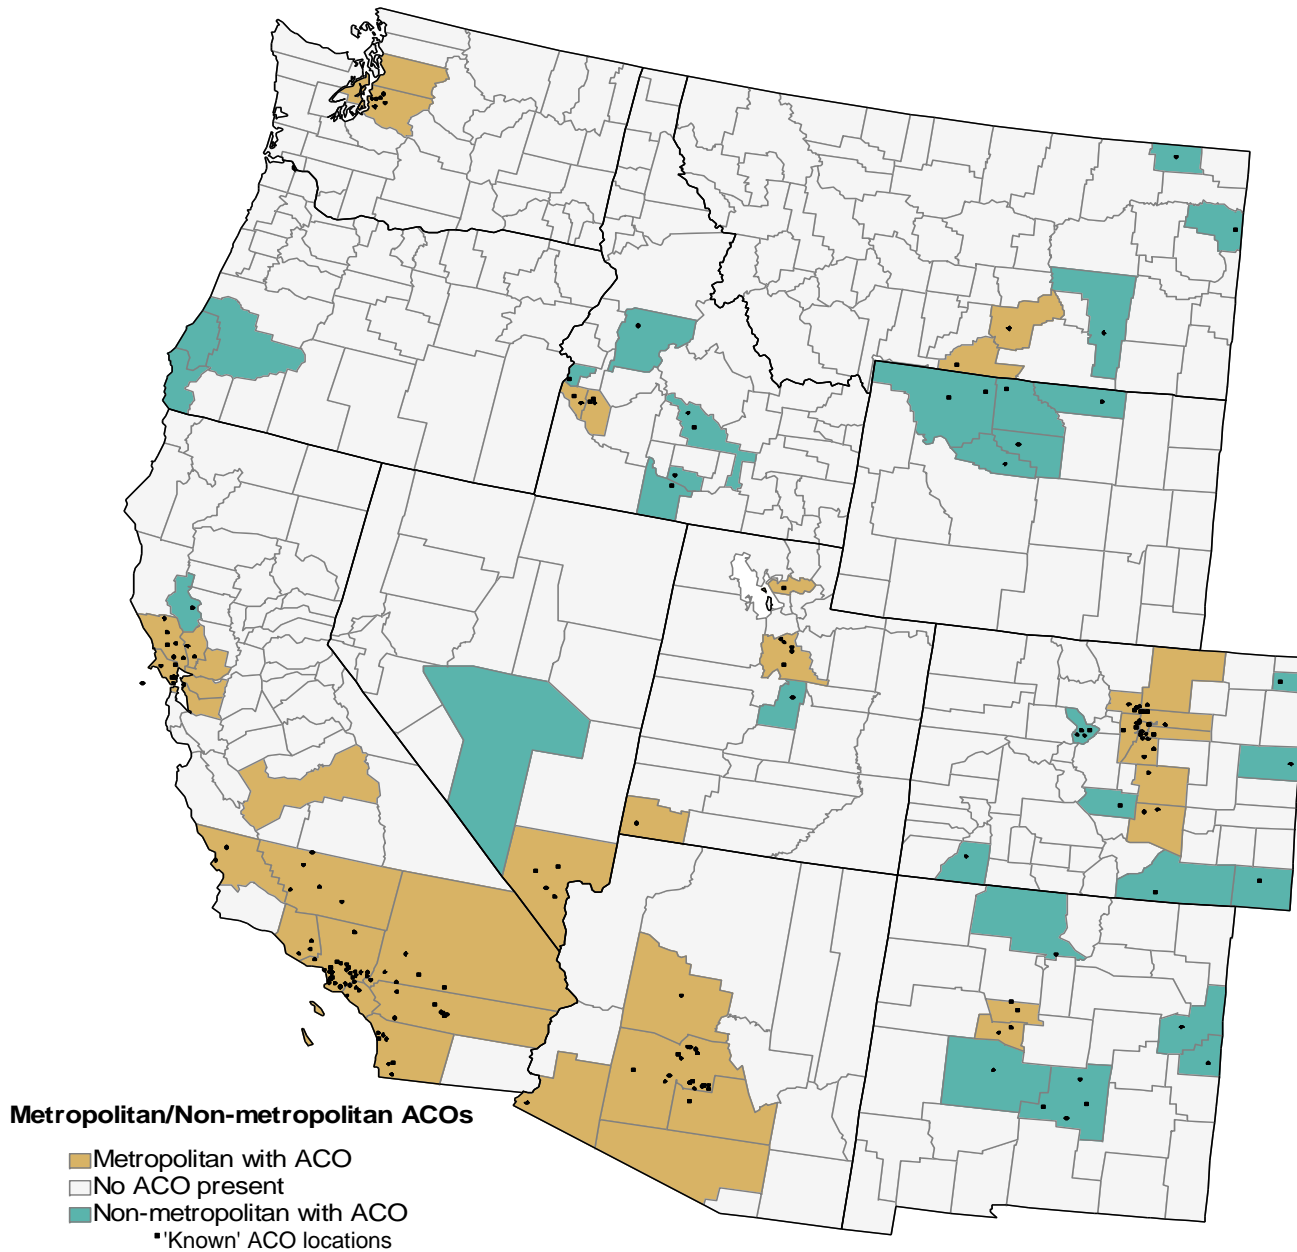 Metropolitan/Non-metropolitan ACOs
Metropolitan with ACO
No ACO present
Non-metropolitan with ACO
'Known' ACO locations